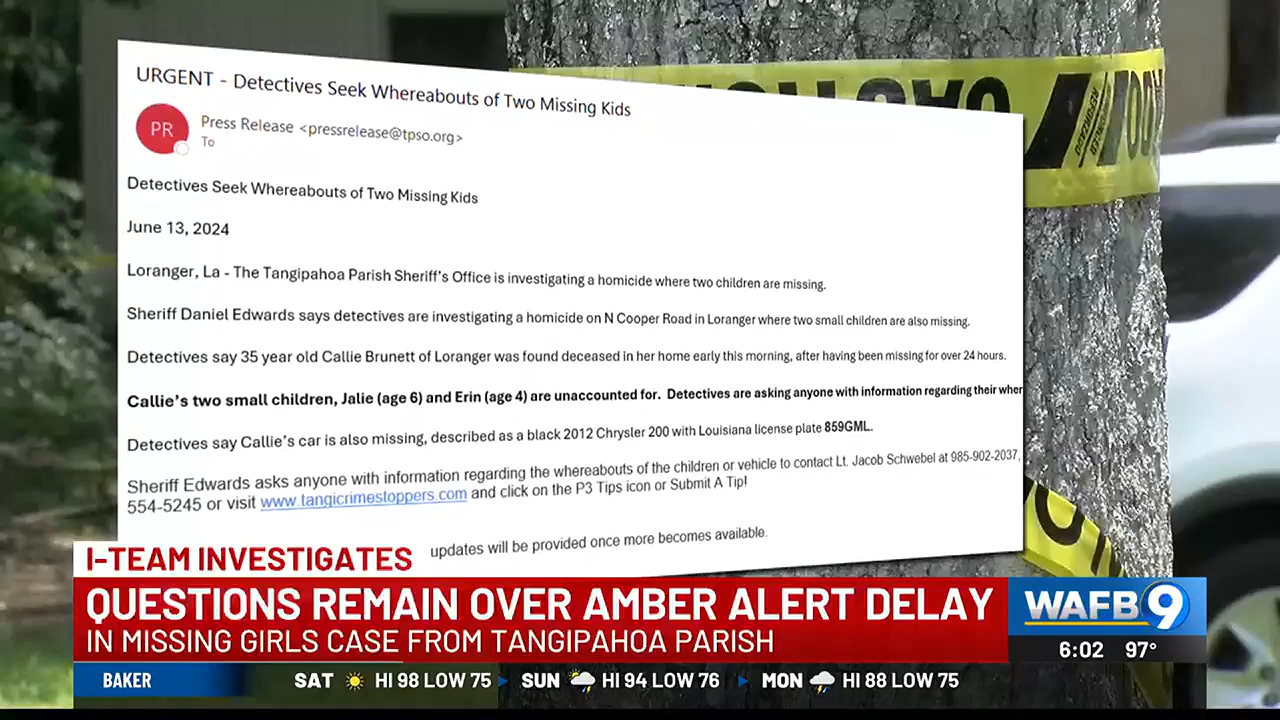 URGENT - Detectives Seek Whereabouts of Two Missing Kids
PR
Press Release <pressrelease@tpso.org>
To
Detectives Seek Whereabouts of Two Missing Kids
June 13, 2024
Loranger, La - The Tangipahoa Parish Sheriff's Office is investigating a homicide where two children are missing.
Sheriff Daniel Edwards says detectives are investigating a homicide on N Cooper Road in Loranger where two small children are also missing.
Detectives say 35 year old Callie Brunett of Loranger was found deceased in her home early this morning, after having been missing for over 24 hours.
Callie's two small children, Jalie (age 6) and Erin (age 4) are unaccounted for. Detectives are asking anyone with information regarding their wher
Detectives say Callie's car is also missing, described as a black 2012 Chrysler 200 with Louisiana license plate 859GML.
Sheriff Edwards asks anyone with information regarding the whereabouts of the children or vehicle to contact Lt. Jacob Schwebel at 985-902-2037,
554-5245 or visit www.tangicrimestoppers.com and click on the P3 Tips icon or Submit A Tip!
updates will be provided once more becomes available.
I-TEAM INVESTIGATES
QUESTIONS REMAIN OVER AMBER ALERT DELAY
IN MISSING GIRLS CASE FROM TANGIPAHOA PARISH
WAFB 9
6:02 97°
BAKER SAT HI 98 LOW 75 SUN HI 94 LOW 76 MON HI 88 LOW 75